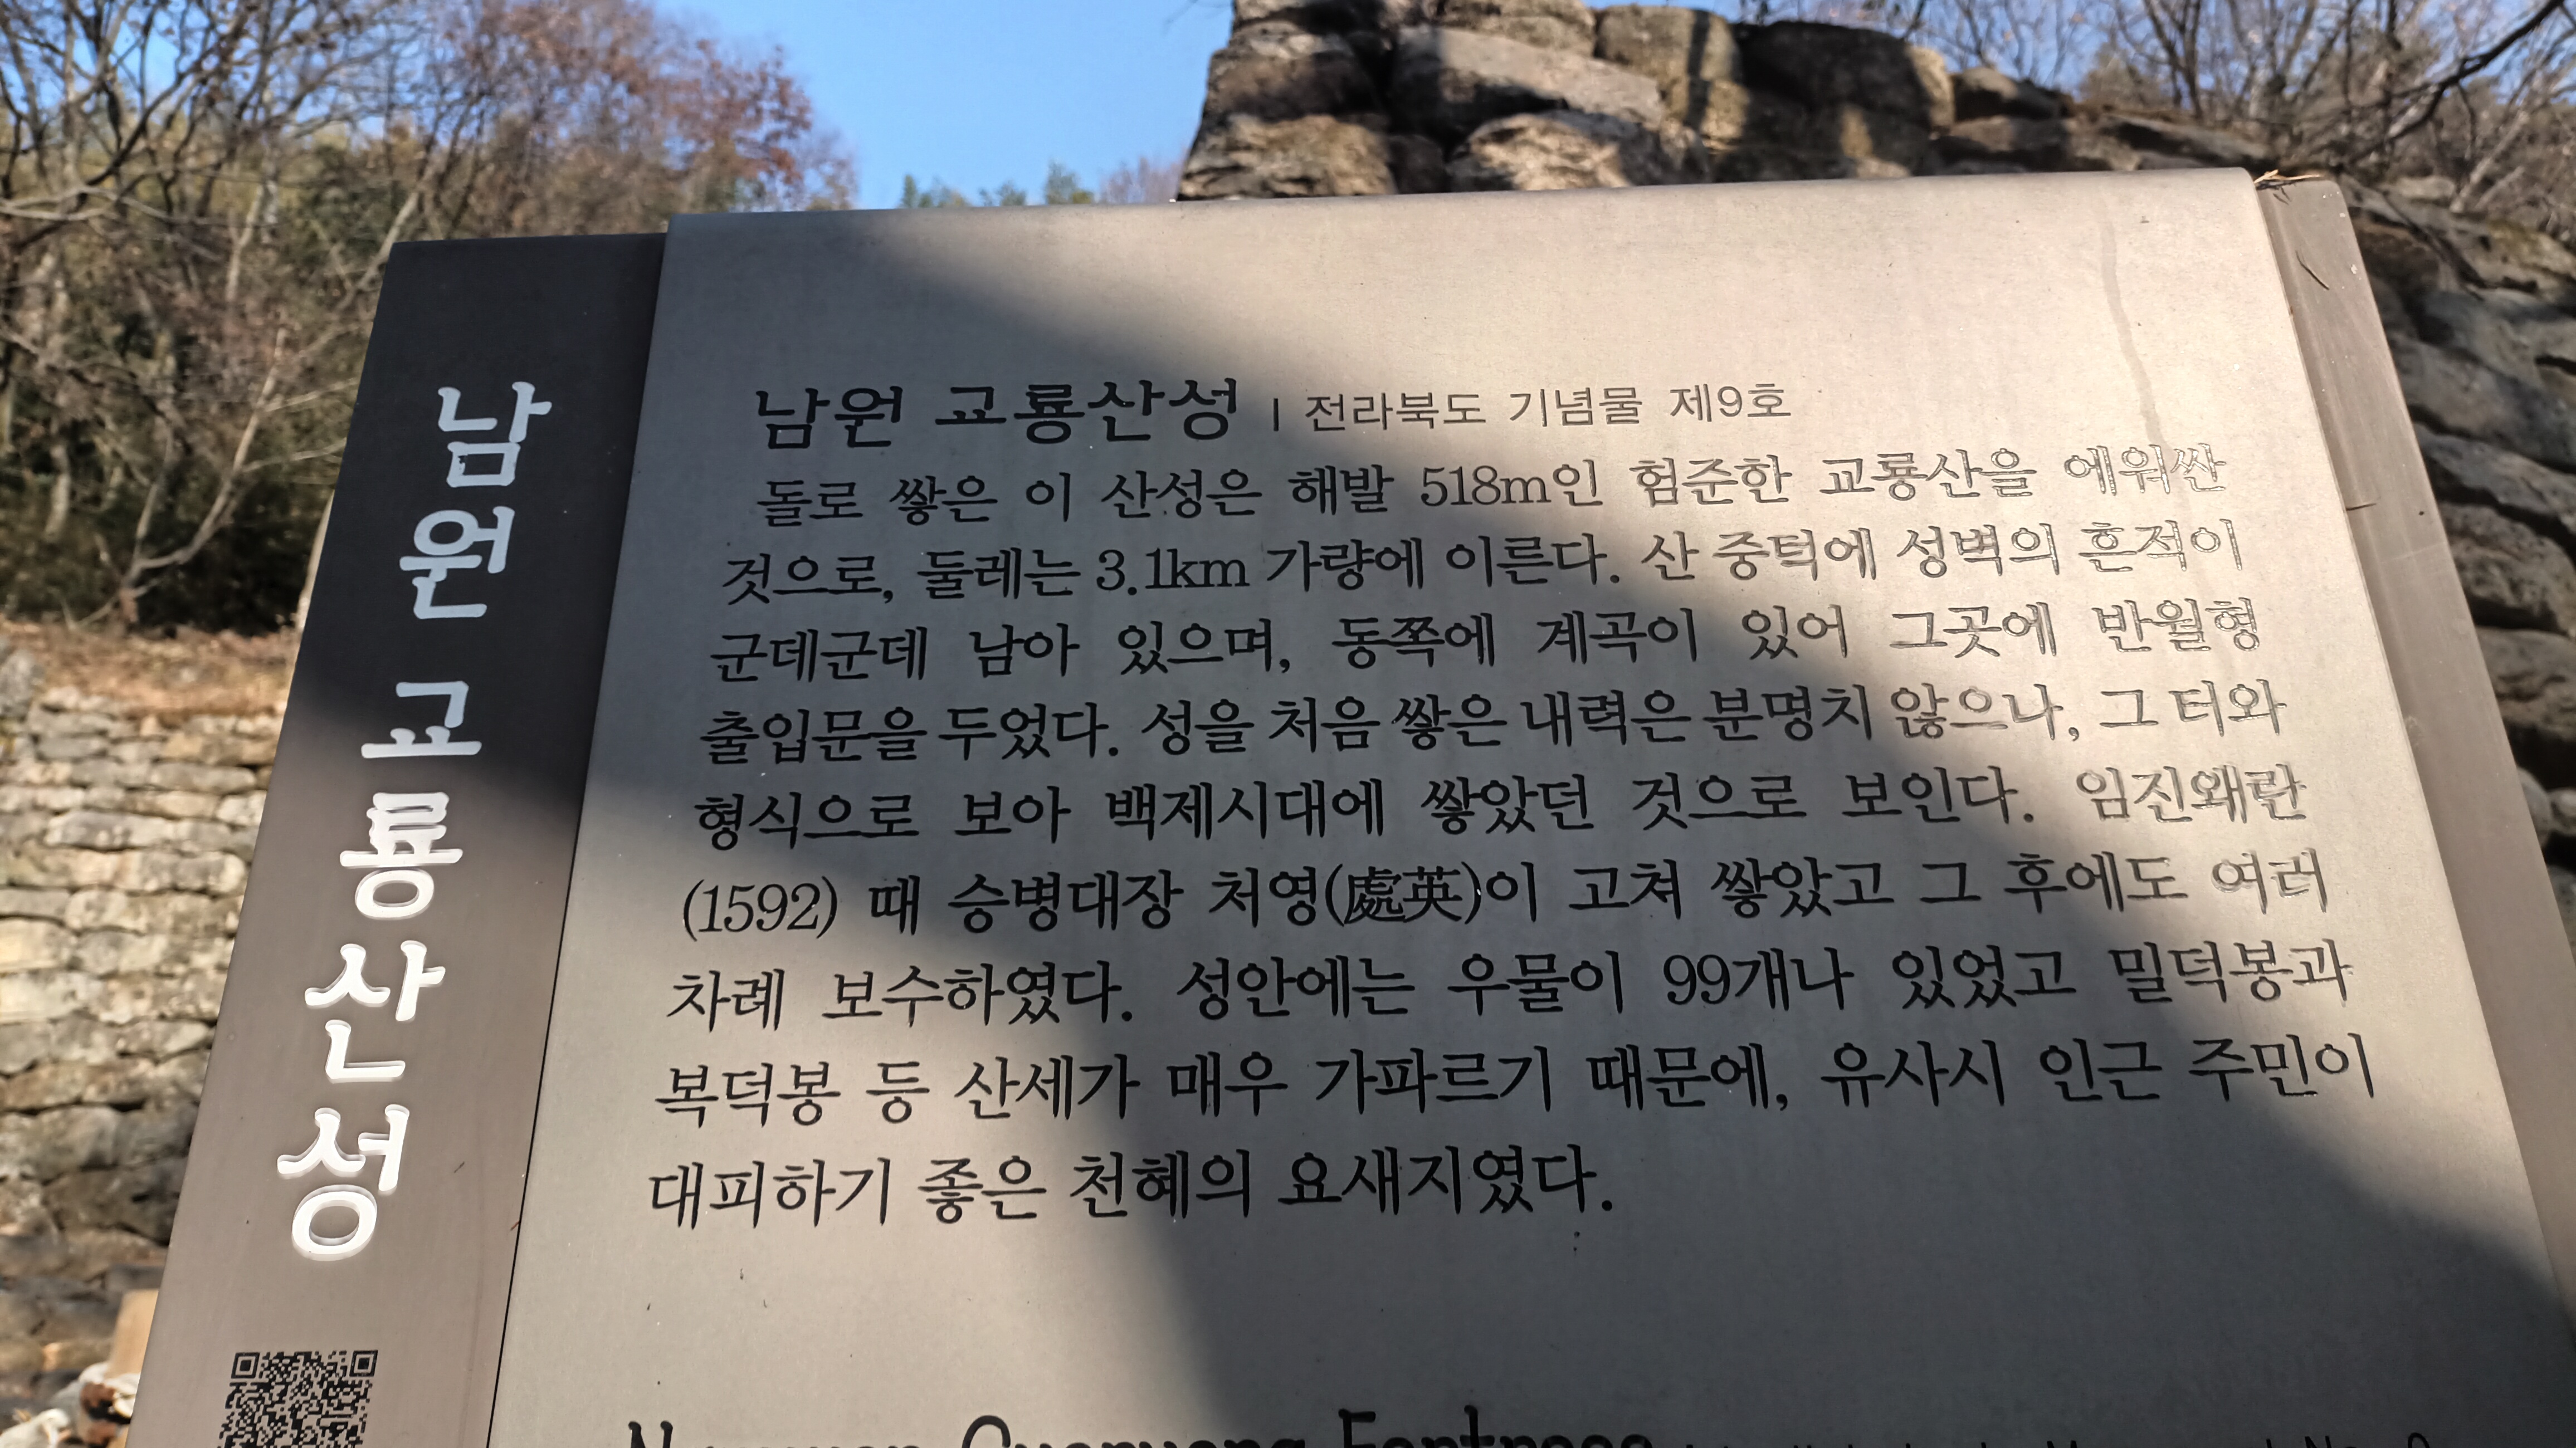 남원 교룡산성
남원 교룡산성 | 전라북도 기념물 제9호
돌로 쌓은 이 산성은 해발 518m인 험준한 교룡산을 에워싼
것으로, 둘레는 3.1km 가량에 이른다. 산 중턱에 성벽의 흔적이
군데군데 남아 있으며, 동쪽에 계곡이 있어 그곳에 반월형
출입문을 두었다. 성을 처음 쌓은 내력은 분명치 않으나, 그 터와
형식으로 보아 백제시대에 쌓았던 것으로 보인다. 임진왜란
(1592) 때 승병대장 처영(處英)이 고쳐 쌓았고 그 후에도 여러
차례 보수하였다. 성안에는 우물이 99개나 있었고 밀덕봉과
복덕봉 등 산세가 매우 가파르기 때문에, 유사시 인근 주민이
대피하기 좋은 천혜의 요새지였다.
Fortress